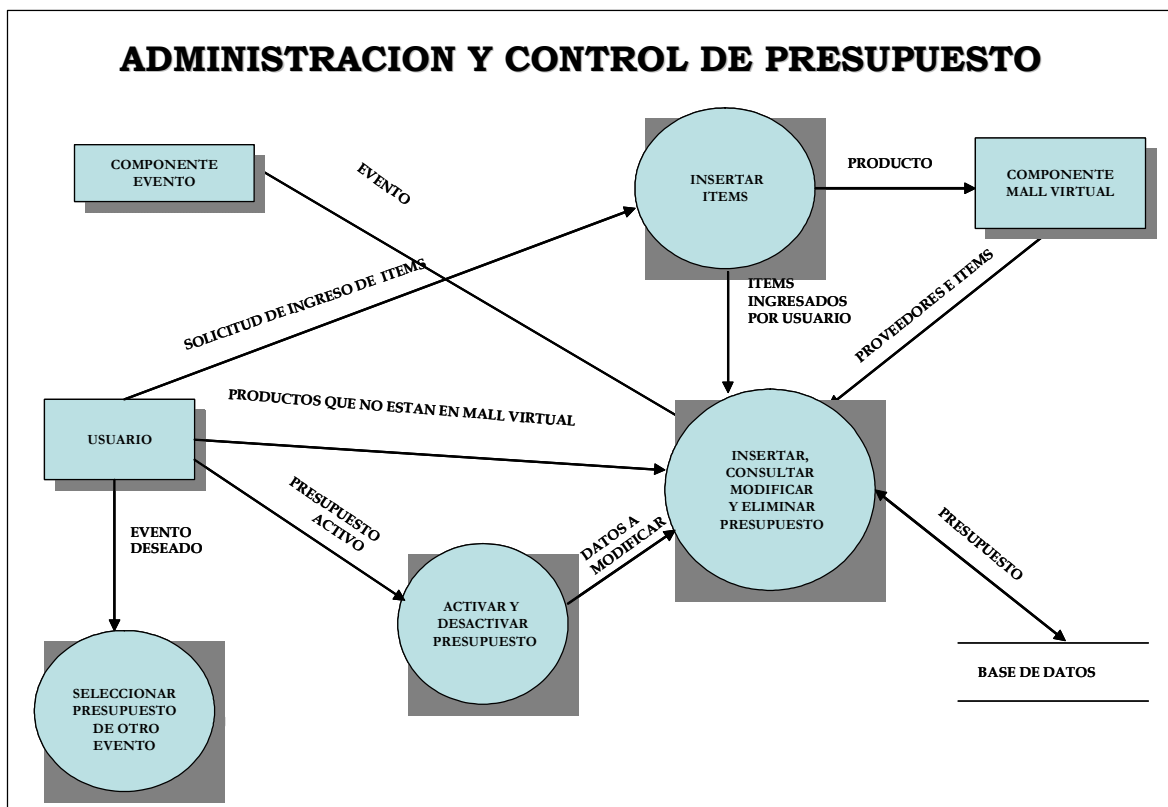 ADMINISTRACION Y CONTROL DE PRESUPUESTO
COMPONENTE
EVENTO
EVENTO
INSERTAR
ITEMS
PRODUCTO
COMPONENTE
MALL VIRTUAL
SOLICITUD DE INGRESO DE ITEMS
ITEMS
INGRESADOS
POR USUARIO
PROVEEDORES E ITEMS
USUARIO
PRODUCTOS QUE NO ESTAN EN MALL VIRTUAL
INSERTAR,
CONSULTAR
MODIFICAR
Y ELIMINAR
PRESUPUESTO
EVENTO
DESEADO
PRESUPUESTO
ACTIVO
DATOS A
MODIFICAR
PRESUPUESTO
ACTIVAR Y
DESACTIVAR
PRESUPUESTO
BASE DE DATOS
SELECCIONAR
PRESUPUESTO
DE OTRO
EVENTO